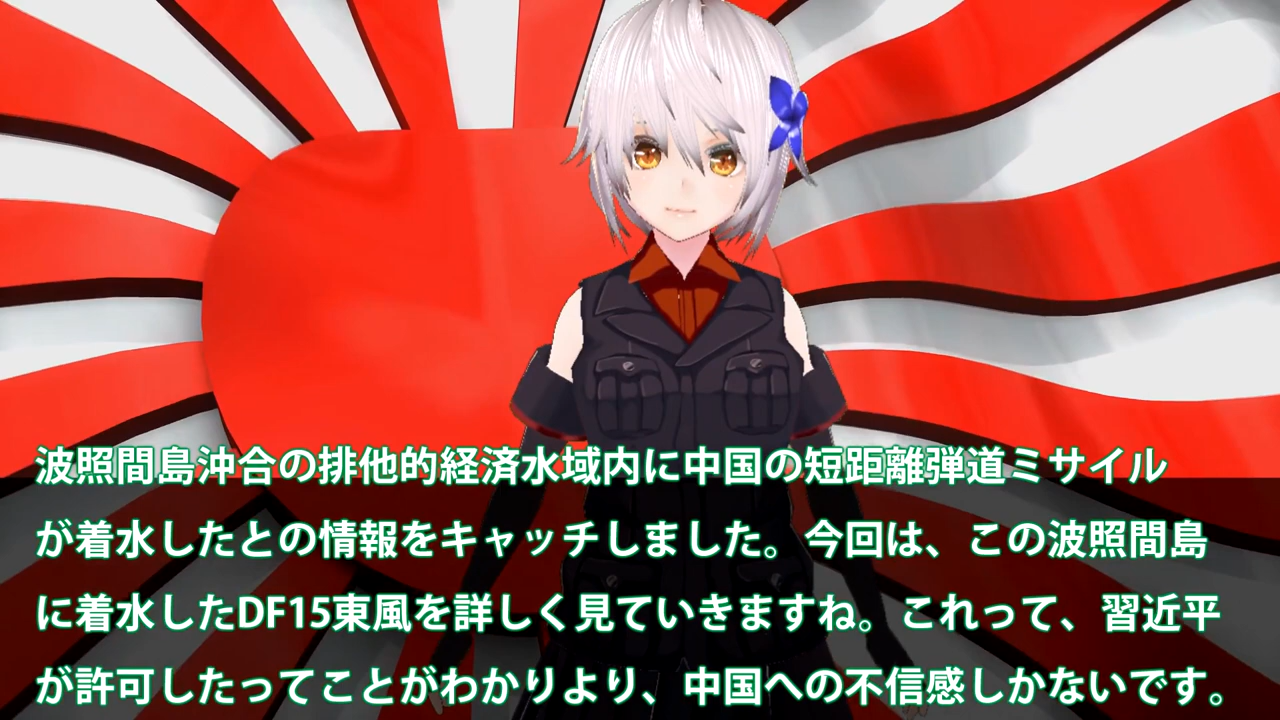 波照間島沖合の排他的経済水域内に中国の短距離弾道ミサイル
が着水したとの情報をキャッチしました。今回は、この波照間島
に着水したDF15東風を詳しく見ていきますね。これって、習近平
が許可したってことがわかりより、中国への不信感しかないです。